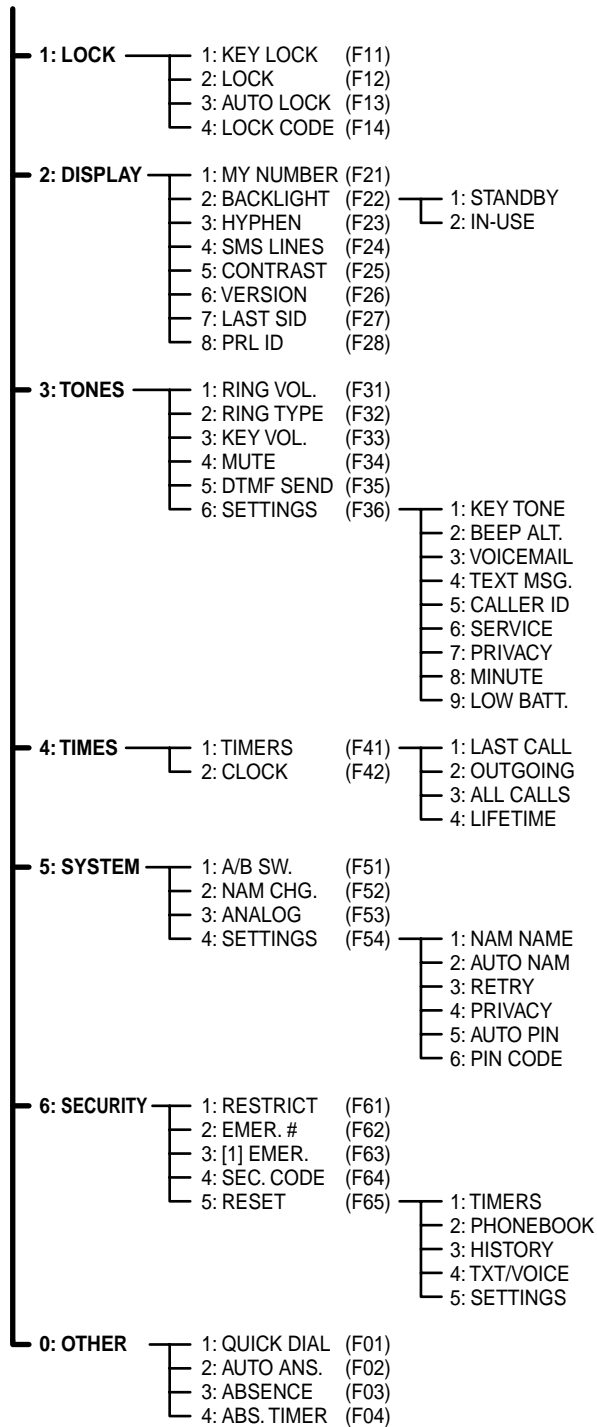 1: LOCK 1: KEY LOCK (F11)
2: LOCK (F12)
3: AUTO LOCK (F13)
4: LOCK CODE (F14)
2: DISPLAY 1: MY NUMBER (F21)
2: BACKLIGHT (F22) 1: STANDBY
3: HYPHEN (F23) 2: IN-USE
4: SMS LINES (F24)
5: CONTRAST (F25)
6: VERSION (F26)
7: LAST SID (F27)
8: PRL ID (F28)
3: TONES 1: RING VOL. (F31)
2: RING TYPE (F32)
3: KEY VOL. (F33)
4: MUTE (F34)
5: DTMF SEND (F35)
6: SETTINGS (F36) 1: KEY TONE
2: BEEP ALT.
3: VOICEMAIL
4: TEXT MSG.
5: CALLER ID
6: SERVICE
7: PRIVACY
8: MINUTE
9: LOW BATT.
4: TIMES 1: TIMERS (F41) 1: LAST CALL
2: CLOCK (F42) 2: OUTGOING
3: ALL CALLS
4: LIFETIME
5: SYSTEM 1: A/B SW. (F51)
2: NAM CHG. (F52)
3: ANALOG (F53)
4: SETTINGS (F54) 1: NAM NAME
2: AUTO NAM
3: RETRY
4: PRIVACY
5: AUTO PIN
6: PIN CODE
6: SECURITY 1: RESTRICT (F61)
2: EMER. # (F62)
3: [1] EMER. (F63)
4: SEC. CODE (F64)
5: RESET (F65) 1: TIMERS
2: PHONEBOOK
3: HISTORY
4: TXT/VOICE
5: SETTINGS
0: OTHER 1: QUICK DIAL (F01)
2: AUTO ANS. (F02)
3: ABSENCE (F03)
4: ABS. TIMER (F04)